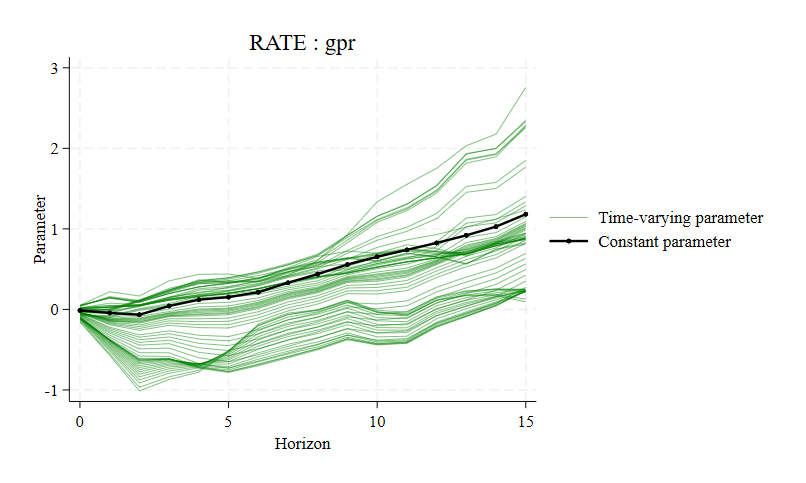 RATE : gpr
3
2
1
0
-1
Parameter
0 5 10 15
Horizon
Time-varying parameter
Constant parameter